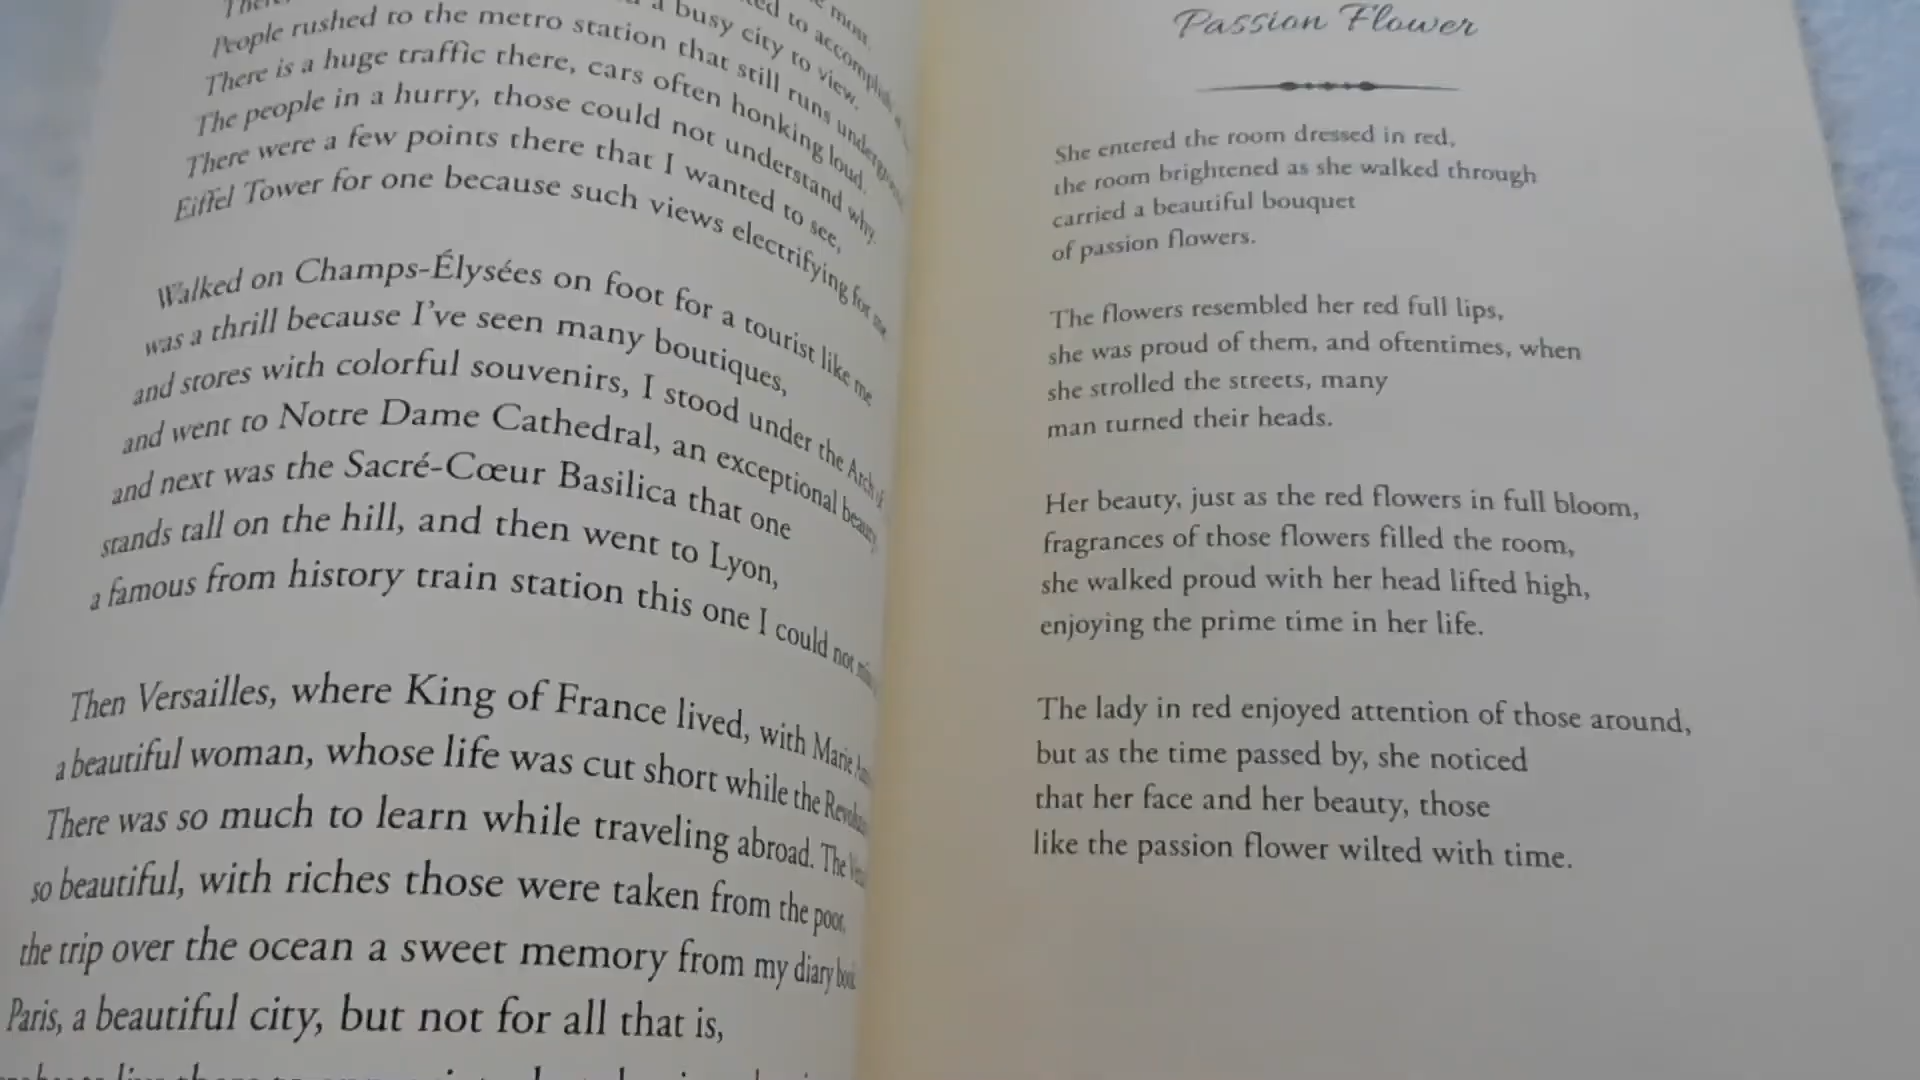 a busy city to view.
People rushed to the metro station that still runs
There is a huge traffic there, cars often honking loud.
The people in a hurry, those could not understand why.
There were a few points there that I wanted to see,
Eiffel Tower for one because such views electrifying for me
Walked on Champs-Élysées on foot for a tourist like me
was a thrill because I've seen many boutiques,
and stores with colorful souvenirs, I stood under the Arch of
and went to Notre Dame Cathedral, an exceptional beauty,
and next was the Sacré-Cœur Basilica that one
stands tall on the hill, and then went to Lyon,
a famous from history train station this one I could not
Then Versailles, where King of France lived, with Marie
a beautiful woman, whose life was cut short while the
There was so much to learn while traveling abroad. The
so beautiful, with riches those were taken from the poor.
the trip over the ocean a sweet memory from my diary book
Paris, a beautiful city, but not for all that is,
Passion Flower
She entered the room dressed in red,
the room brightened as she walked through
carried a beautiful bouquet
of passion flowers.
The flowers resembled her red full lips,
she was proud of them, and oftentimes, when
she strolled the streets, many
man turned their heads.
Her beauty, just as the red flowers in full bloom,
fragrances of those flowers filled the room,
she walked proud with her head lifted high,
enjoying the prime time in her life.
The lady in red enjoyed attention of those around,
but as the time passed by, she noticed
that her face and her beauty, those
like the passion flower wilted with time.